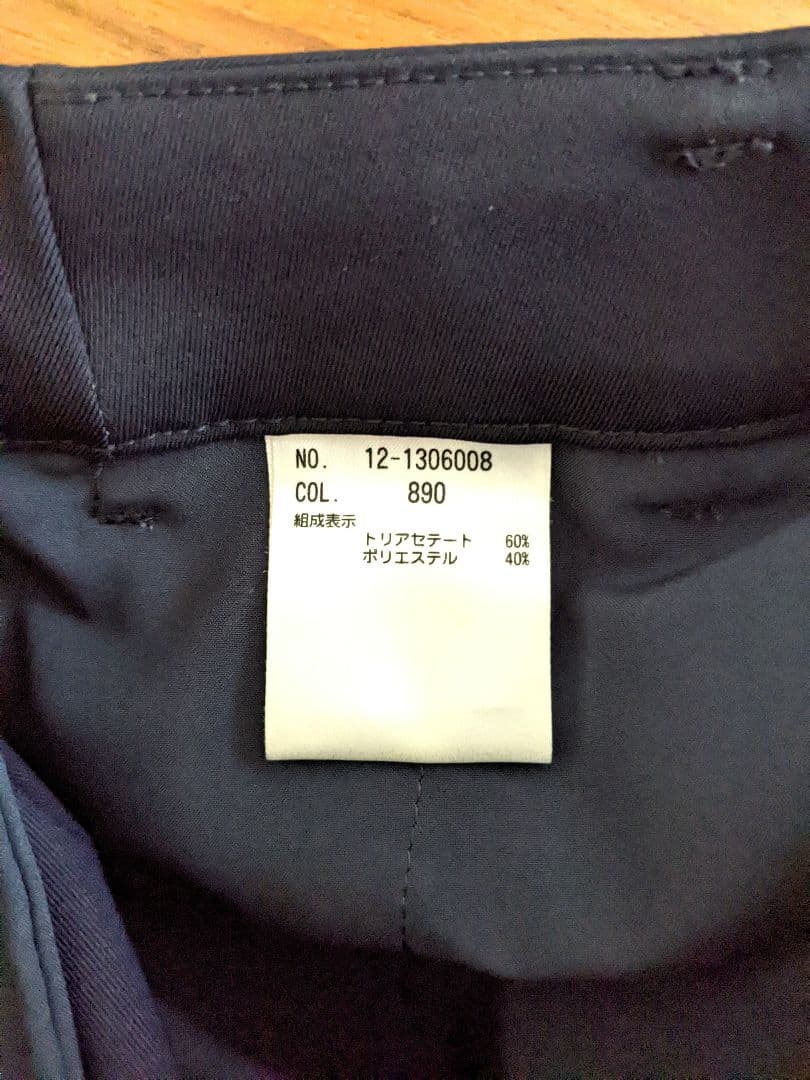 NO. 12-1306008
COL. 890
組成表示
トリアセテート 60%
ポリエステル 40%